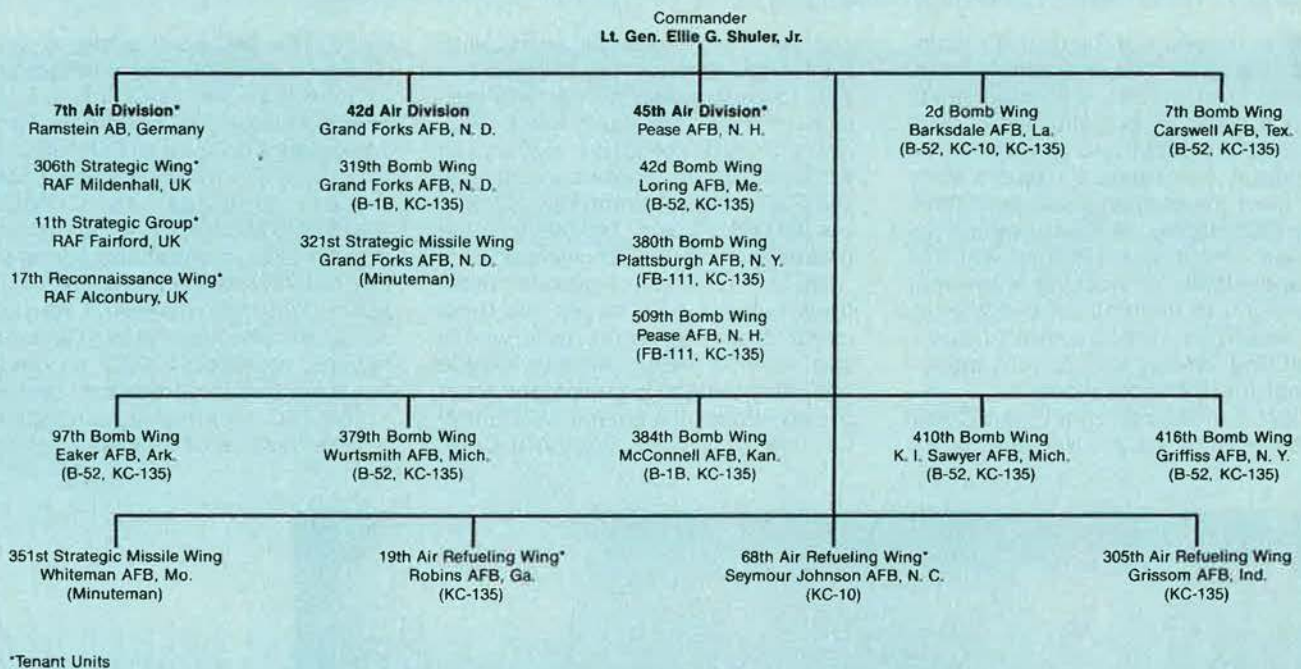 Commander
Lt. Gen. Ellie G. Shuler, Jr.
7th Air Division*
Ramstein AB, Germany
306th Strategic Wing*
RAF Mildenhall, UK
11th Strategic Group*
RAF Fairford, UK
17th Reconnaissance Wing*
RAF Alconbury, UK
42d Air Division
Grand Forks AFB, N. D.
319th Bomb Wing
Grand Forks AFB, N. D.
(B-1B, KC-135)
321st Strategic Missile Wing
Grand Forks AFB, N. D.
(Minuteman)
45th Air Division*
Pease AFB, N. H.
42d Bomb Wing
Loring AFB, Me.
(B-52, KC-135)
380th Bomb Wing
Plattsburgh AFB, N. Y.
(FB-111, KC-135)
509th Bomb Wing
Pease AFB, N. H.
(FB-111, KC-135)
2d Bomb Wing
Barksdale AFB, La.
(B-52, KC-10, KC-135)
7th Bomb Wing
Carswell AFB, Tex.
(B-52, KC-135)
97th Bomb Wing
Eaker AFB, Ark.
(B-52, KC-135)
379th Bomb Wing
Wurtsmith AFB, Mich.
(B-52, KC-135)
384th Bomb Wing
McConnell AFB, Kan.
(B-1B, KC-135)
410th Bomb Wing
K. I. Sawyer AFB, Mich.
(B-52, KC-135)
416th Bomb Wing
Griffiss AFB, N. Y.
(B-52, KC-135)
351st Strategic Missile Wing
Whiteman AFB, Mo.
(Minuteman)
19th Air Refueling Wing*
Robins AFB, Ga.
(KC-135)
68th Air Refueling Wing*
Seymour Johnson AFB, N. C.
(KC-10)
305th Air Refueling Wing
Grissom AFB, Ind.
(KC-135)
*Tenant Units